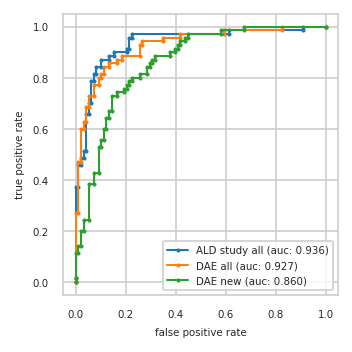 1.0
0.8
0.6
0.4
0.2
0.0
true positive rate
ALD study all (auc: 0.936)
DAE all (auc: 0.927)
DAE new (auc: 0.860)
0.0 0.2 0.4 0.6 0.8 1.0
false positive rate